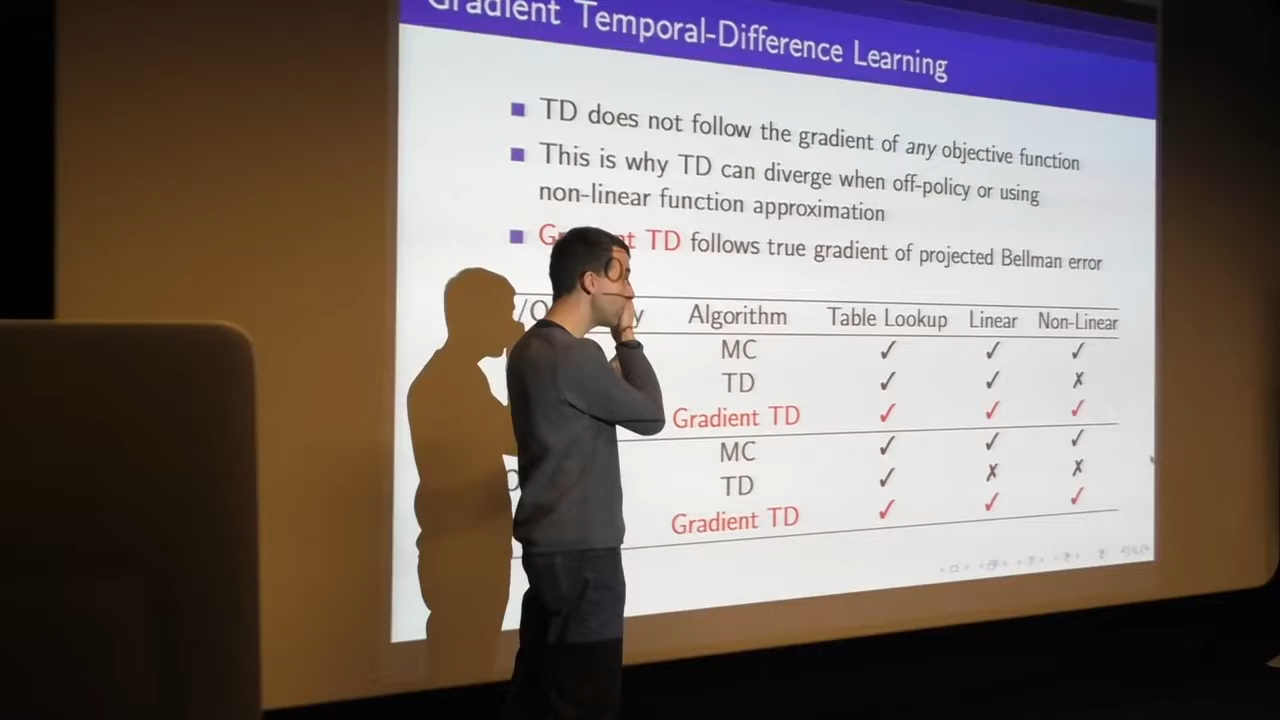 Gradient Temporal-Difference Learning
TD does not follow the gradient of any objective function
This is why TD can diverge when off-policy or using
non-linear function approximation
TD follows true gradient of projected Bellman error
Algorithm Table Lookup Linear Non-Linear
MC ✓ ✓ ✓
TD ✓ ✓ ✗
Gradient TD ✓ ✓ ✓
MC ✓ ✓ ✓
TD ✓ ✗ ✗
Gradient TD ✓ ✓ ✓